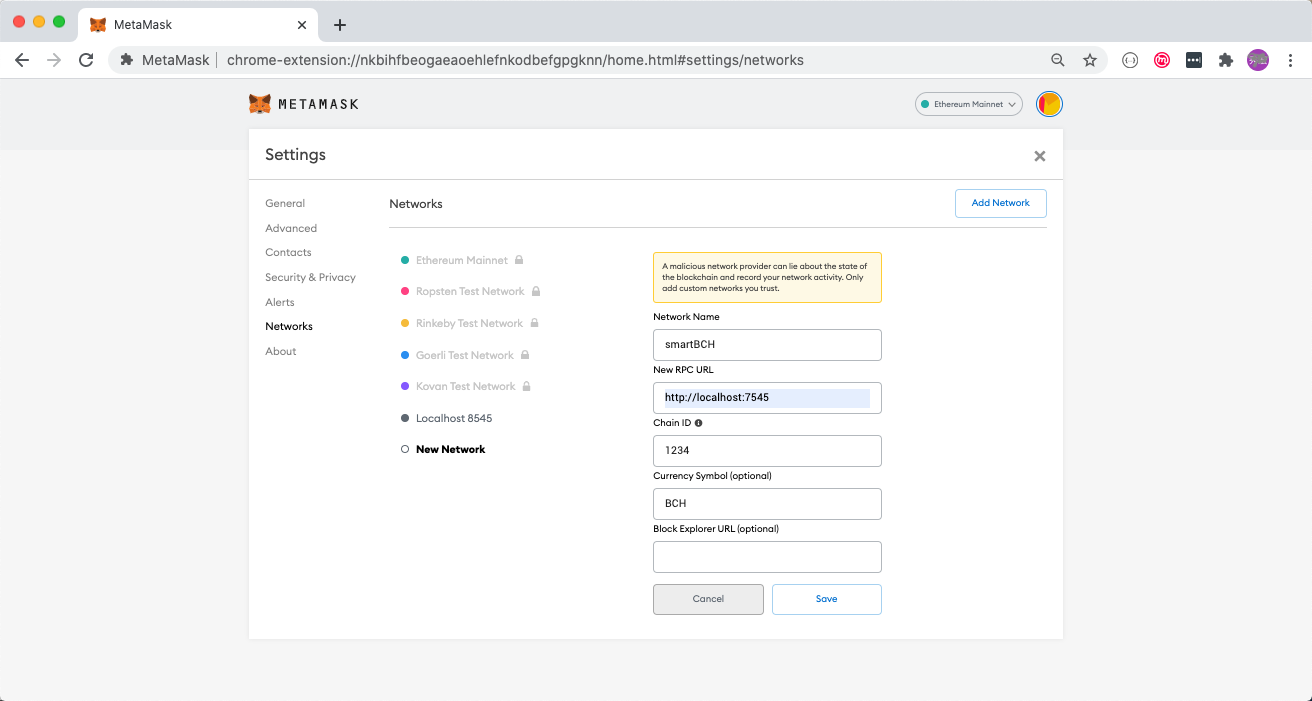 MetaMask
MetaMask
chrome-extension://nkbihfbeogaeaoehlefnkodbefgpgknn/home.html#settings/networks
METAMASK
Ethereum Mainnet
Settings
General
Advanced
Contacts
Security & Privacy
Alerts
Networks
About
Networks
Add Network
Ethereum Mainnet
Ropsten Test Network
Rinkeby Test Network
Goerli Test Network
Kovan Test Network
Localhost 8545
New Network
A malicious network provider can lie about the state of
the blockchain and record your network activity. Only
add custom networks you trust.
Network Name
smartBCH
New RPC URL
http://localhost:7545
Chain ID
1234
Currency Symbol (optional)
BCH
Block Explorer URL (optional)
Cancel
Save